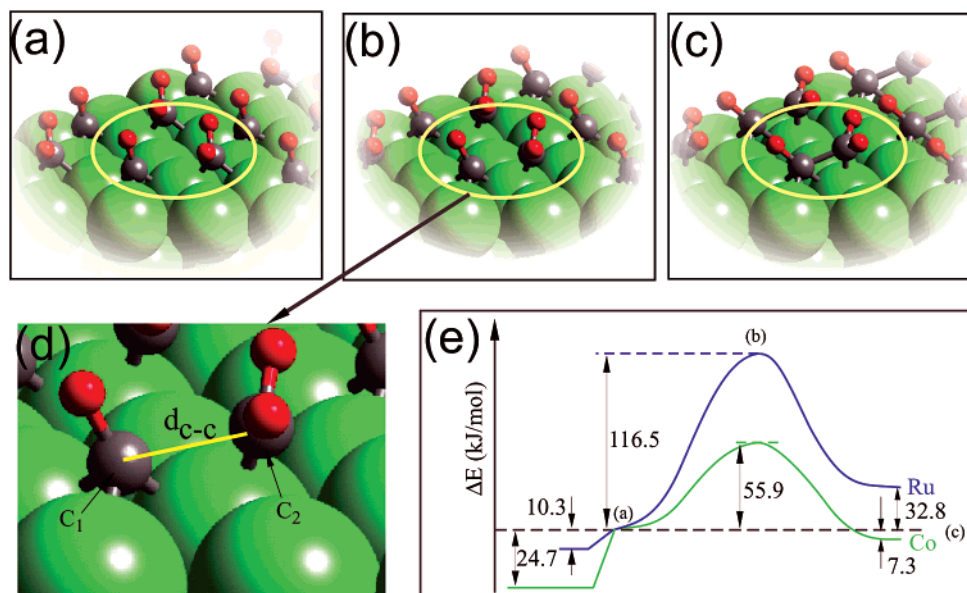 (a)
(b)
(c)
(d)
dC-C
C1
C2
(e)
ΔE (kJ/mol)
(b)
116.5
10.3
(a)
55.9
Ru
32.8
(c)
24.7
Co
7.3